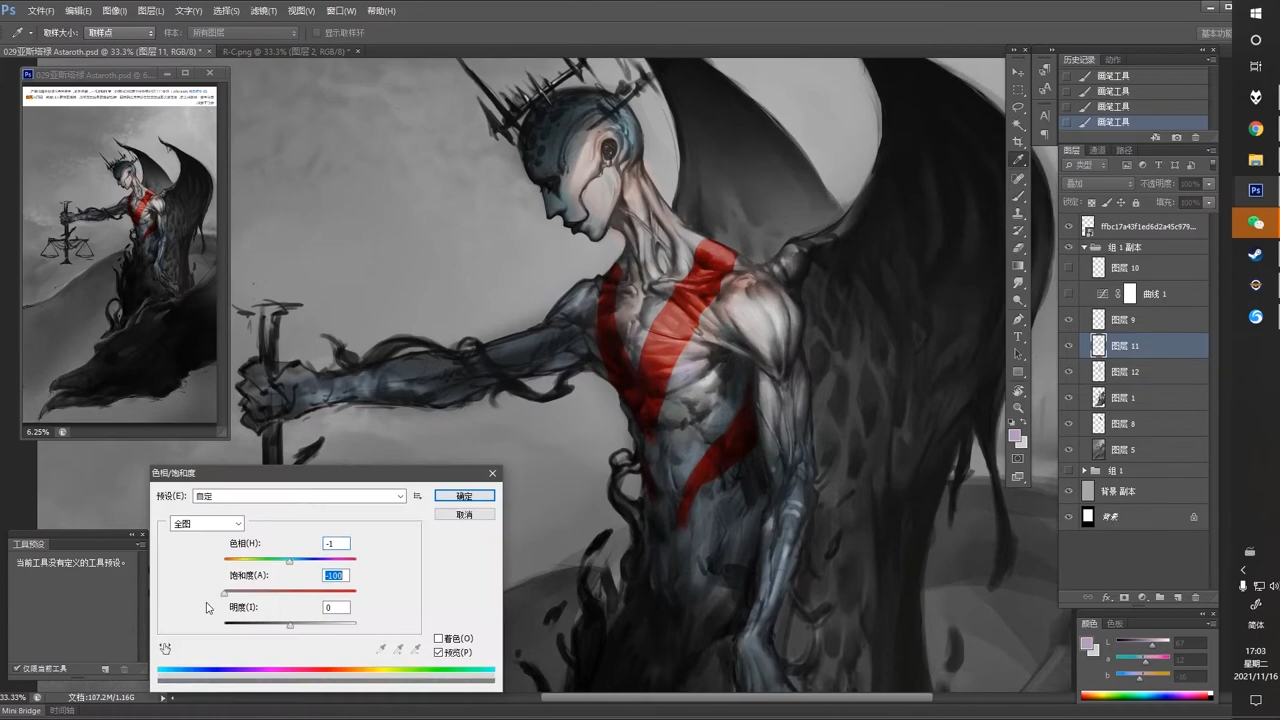 Ps 文件(F) 编辑(E) 图像(I) 图层(L) 文字(Y) 选择(S) 滤镜(T) 视图(V) 窗口(W) 帮助(H)
取样大小: 取样点 样本: 所有图层 显示取样环 基本功能
029亚斯塔禄 Astaroth.psd @ 33.3% (图层 11, RGB/8) * × R-C.png @ 33.3% (图层 2, RGB/8) * ×
029亚斯塔禄 Astaroth.psd @ 6...
6.25%
历史记录 动作
画笔工具
画笔工具
画笔工具
画笔工具
图层 通道 路径
类型
叠加 不透明度: 100%
锁定: 填充: 100%
ffbc17a43f1ed6d2a45c979...
组 1 副本
图层 10
曲线 1
图层 9
图层 11
图层 12
图层 1
图层 8
图层 5
组 1
背景 副本
背景
fx
颜色 色板
L 67
a 12
b -16
色相/饱和度
预设(E): 自定 确定
取消
全图
色相(H): -1
饱和度(A): -100
明度(I): 0
着色(O)
预览(P)
工具预设
当前工具没有定义的工具预设。
仅限当前工具
33.33% 文档:107.2M/1.16G
Mini Bridge 时间轴
简体
17:03
星期二
2021/11/16